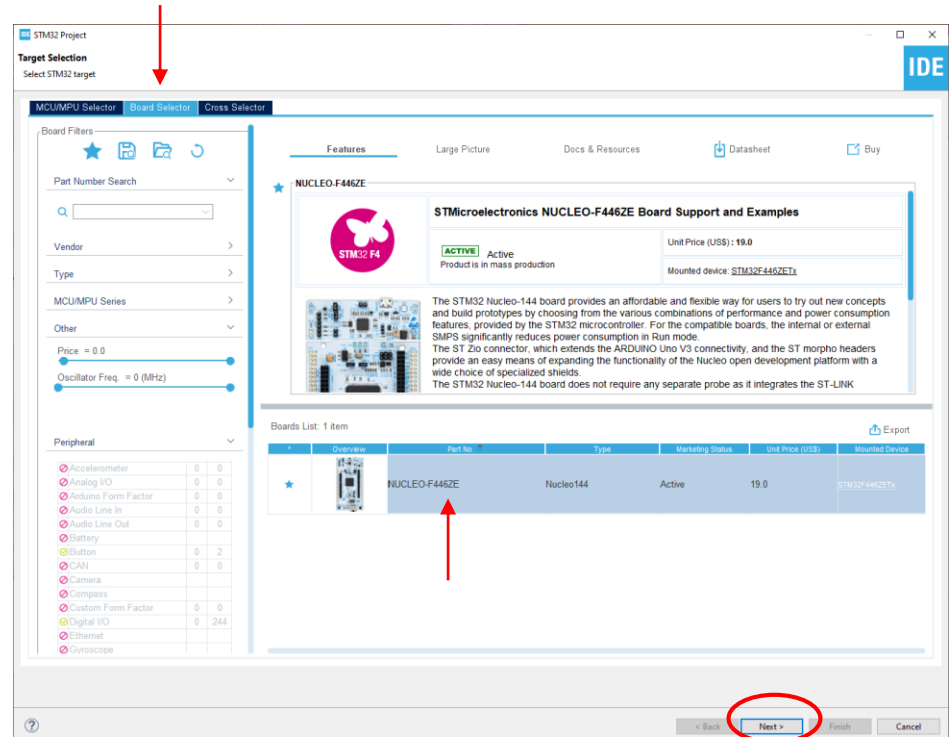 IDE STM32 Project
Target Selection
Select STM32 target
IDE
MCU/MPU Selector Board Selector Cross Selector
Board Filters
Part Number Search
Vendor
Type
MCU/MPU Series
Other
Price = 0.0
Oscillator Freq. = 0 (MHz)
Peripheral
Accelerometer 0 0
Analog I/O 0 0
Arduino Form Factor 0 0
Audio Line In 0 0
Audio Line Out 0 0
Battery
Button 0 2
CAN 0 0
Camera
Compass
Custom Form Factor 0 0
Digital I/O 0 244
Ethernet
Gyroscope
Features Large Picture Docs & Resources Datasheet Buy
NUCLEO-F446ZE
STM32 F4
STMicroelectronics NUCLEO-F446ZE Board Support and Examples
ACTIVE Active
Product is in mass production
Unit Price (US$) : 19.0
Mounted device: STM32F446ZETx
The STM32 Nucleo-144 board provides an affordable and flexible way for users to try out new concepts
and build prototypes by choosing from the various combinations of performance and power consumption
features, provided by the STM32 microcontroller. For the compatible boards, the internal or external
SMPS significantly reduces power consumption in Run mode.
The ST Zio connector, which extends the ARDUINO Uno V3 connectivity, and the ST morpho headers
provide an easy means of expanding the functionality of the Nucleo open development platform with a
wide choice of specialized shields.
The STM32 Nucleo-144 board does not require any separate probe as it integrates the ST-LINK
Boards List: 1 item
Export
* Overview Part No Type Marketing Status Unit Price (US$) Mounted Device
NUCLEO-F446ZE Nucleo144 Active 19.0 STM32F446ZETx
? < Back Next > Finish Cancel